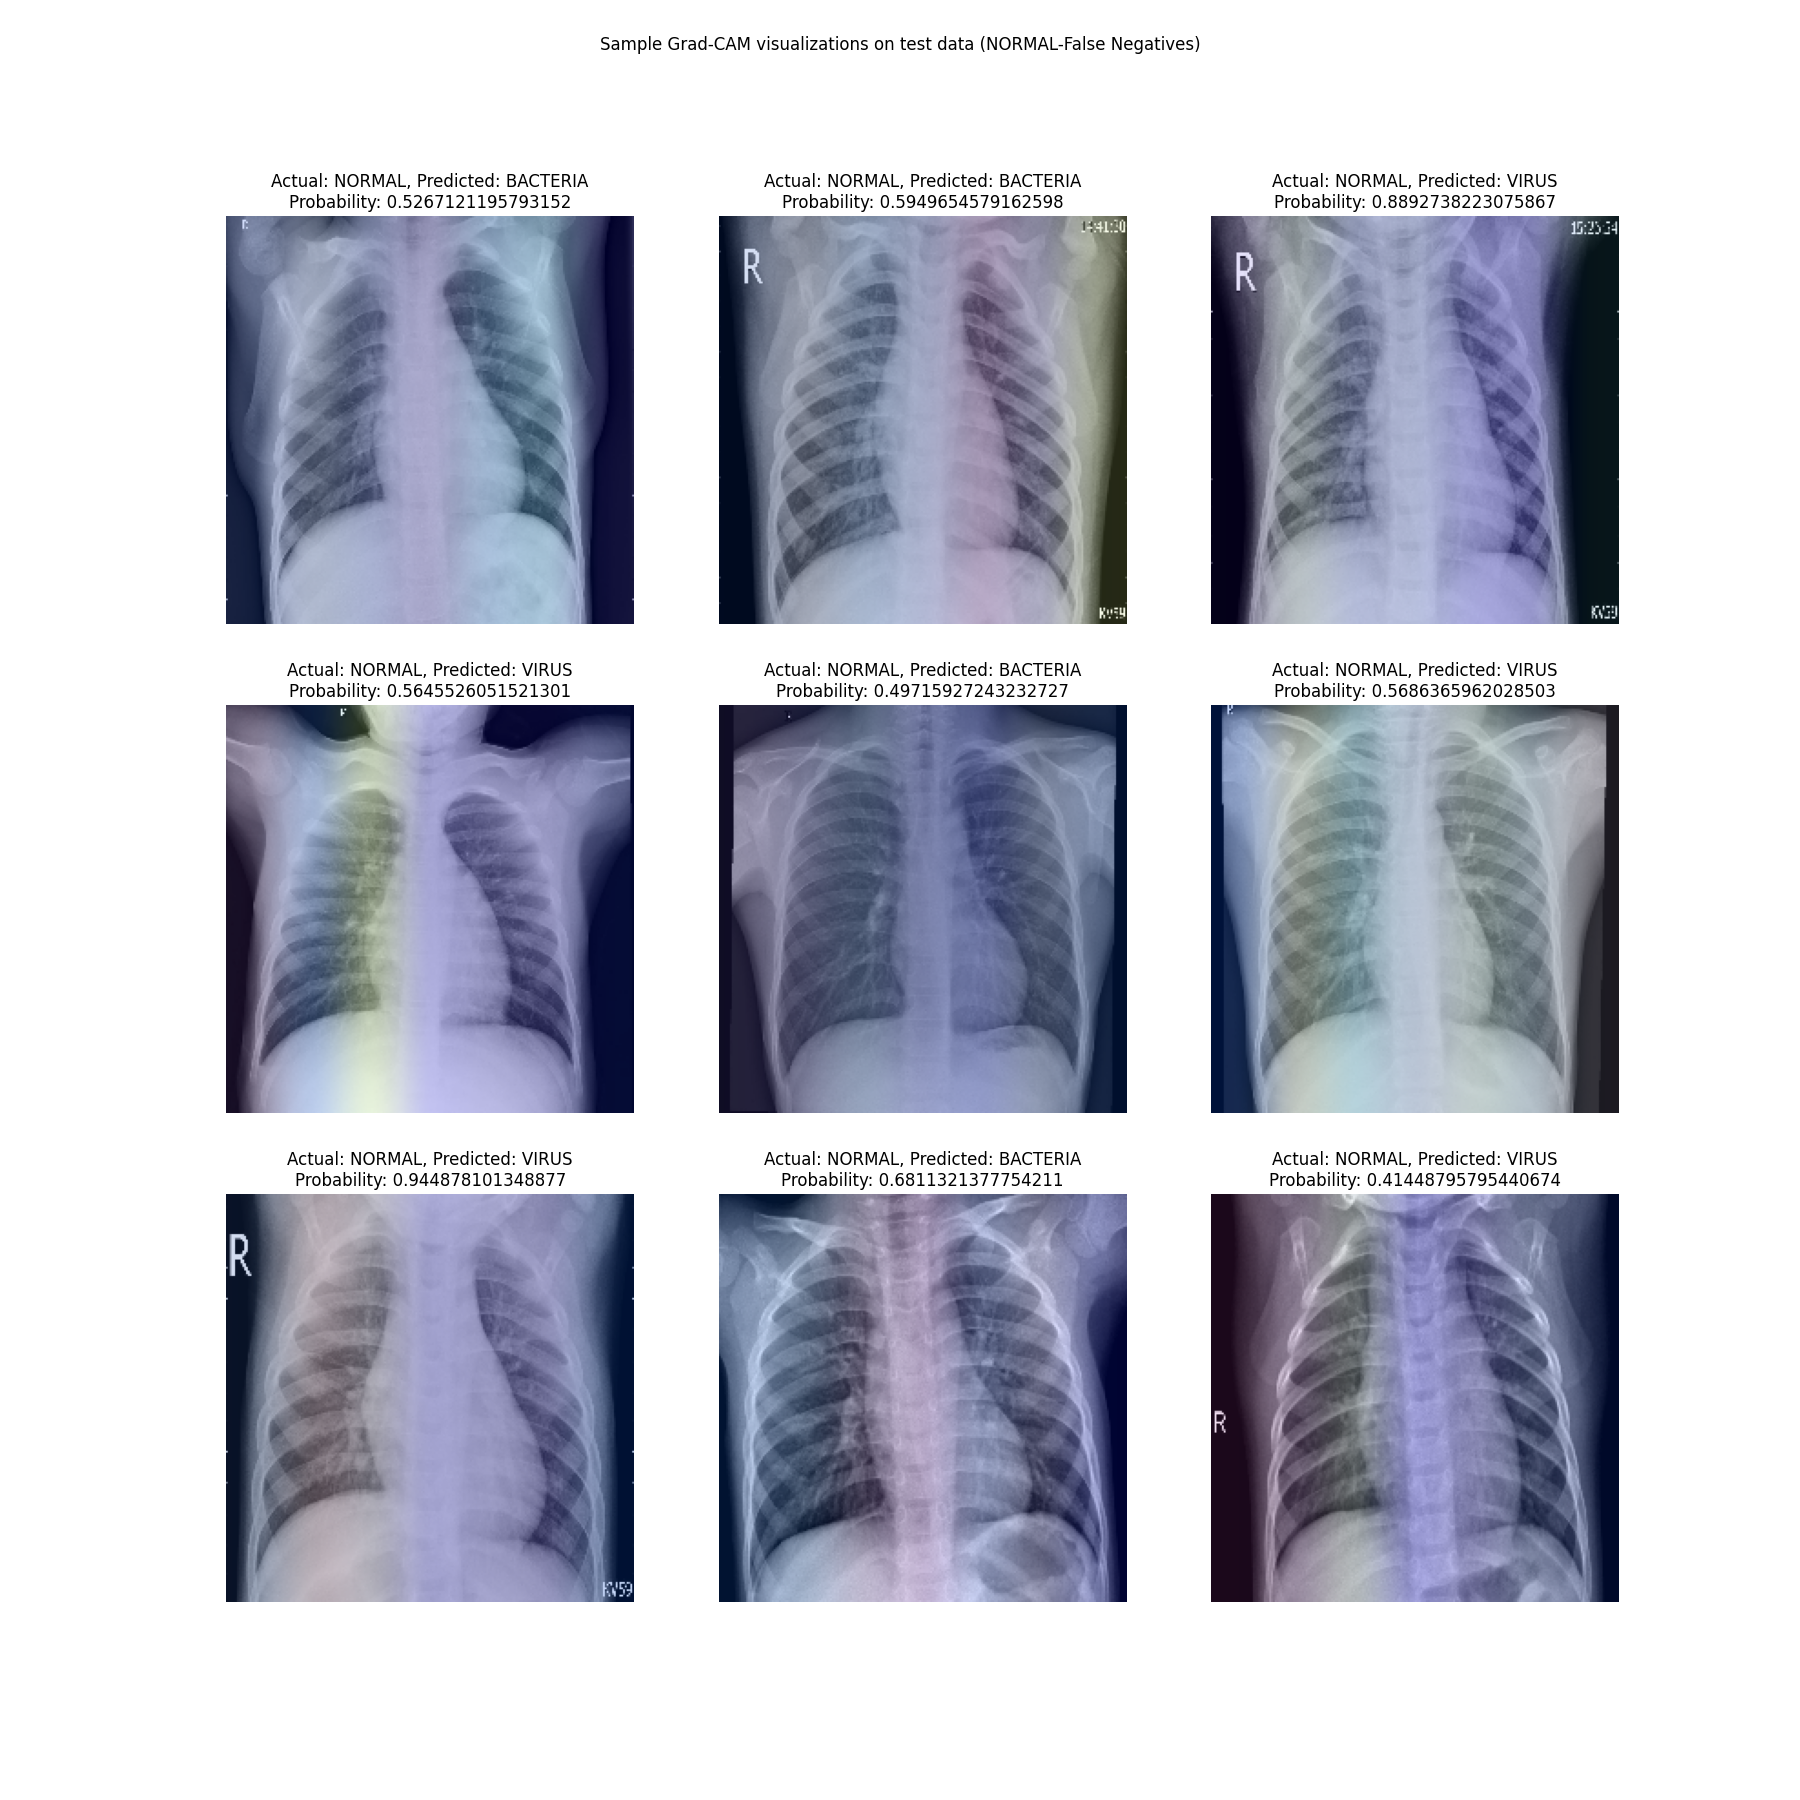 Sample Grad-CAM visualizations on test data (NORMAL-False Negatives)
Actual: NORMAL, Predicted: BACTERIA
Probability: 0.5267121195793152
Actual: NORMAL, Predicted: BACTERIA
Probability: 0.5949654579162598
Actual: NORMAL, Predicted: VIRUS
Probability: 0.8892738223075867
R
R
R
Actual: NORMAL, Predicted: VIRUS
Probability: 0.5645526051521301
Actual: NORMAL, Predicted: BACTERIA
Probability: 0.49715927243232727
Actual: NORMAL, Predicted: VIRUS
Probability: 0.5686365962028503
Actual: NORMAL, Predicted: VIRUS
Probability: 0.944878101348877
Actual: NORMAL, Predicted: BACTERIA
Probability: 0.6811321377754211
Actual: NORMAL, Predicted: VIRUS
Probability: 0.41448795795440674
R
KV59
R